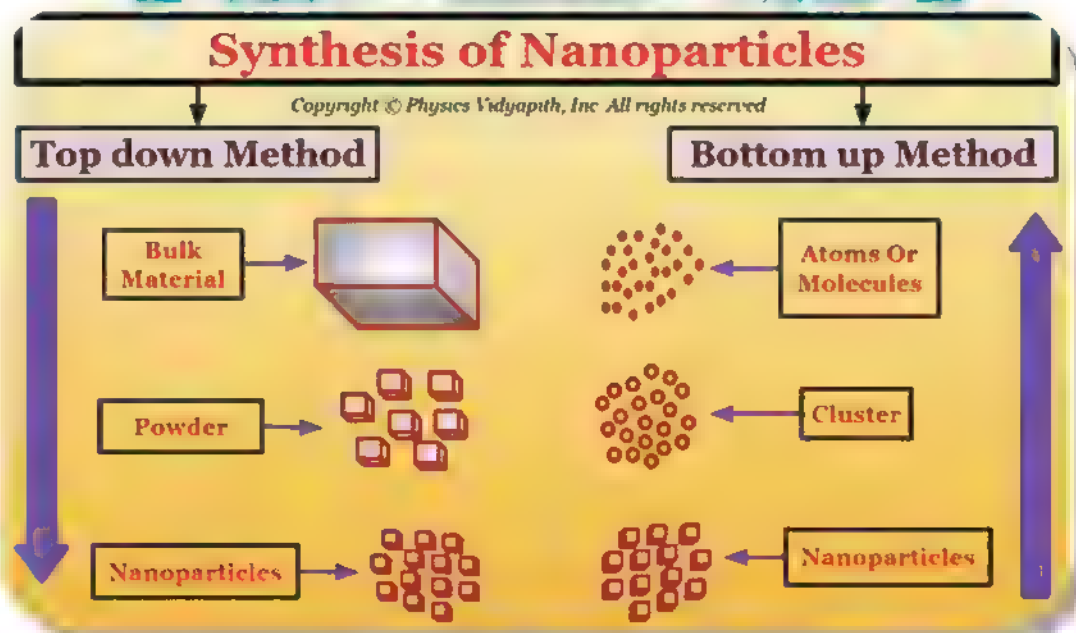 Synthesis of Nanoparticles
Copyright © Physics Vidyapith, Inc All rights reserved
Top down Method
Bottom up Method
Bulk
Material
Atoms Or
Molecules
Powder
Cluster
Nanoparticles
Nanoparticles